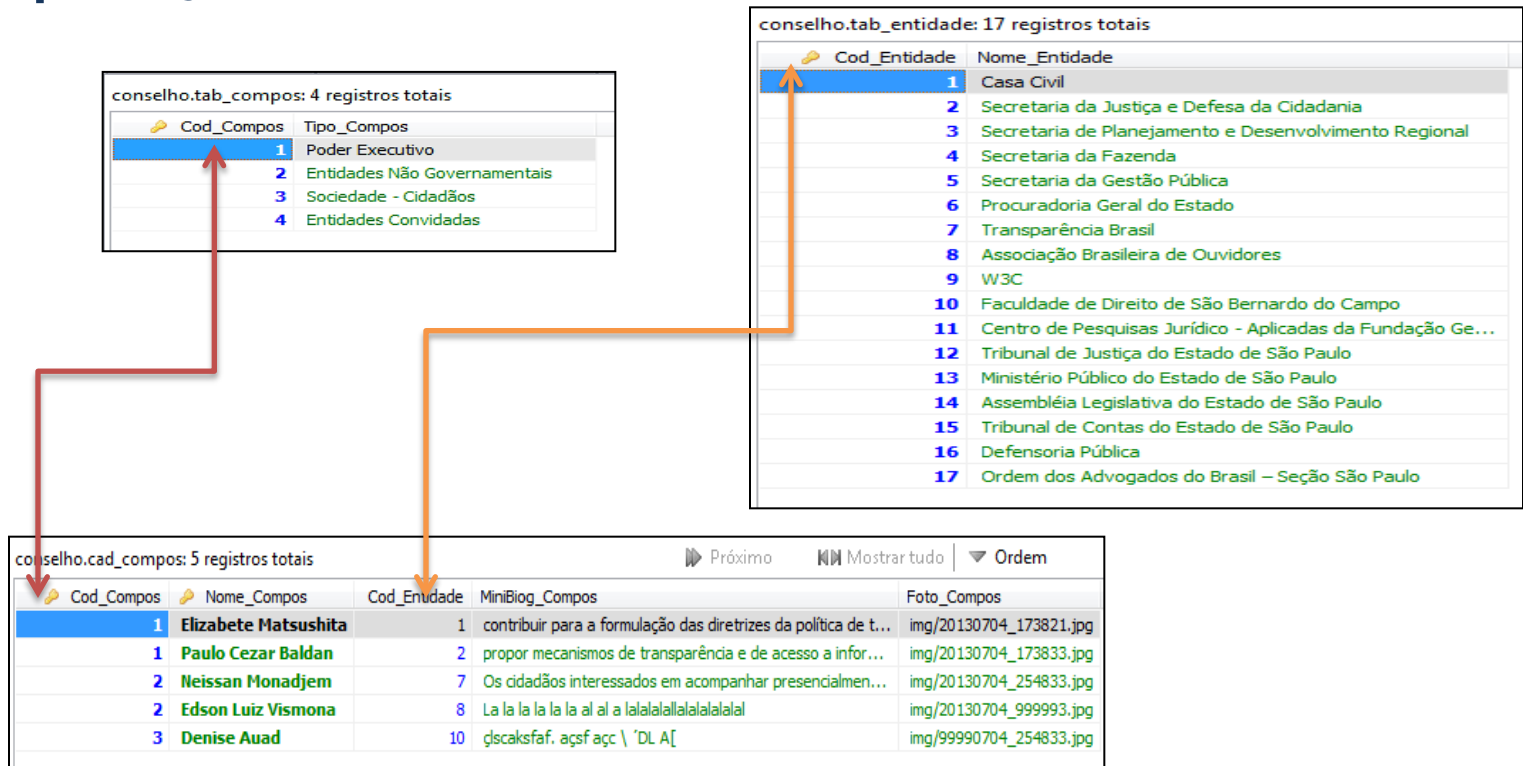 conselho.tab_entidade: 17 registros totais
Cod_Entidade Nome_Entidade
1 Casa Civil
2 Secretaria da Justiça e Defesa da Cidadania
3 Secretaria de Planejamento e Desenvolvimento Regional
4 Secretaria da Fazenda
5 Secretaria da Gestão Pública
6 Procuradoria Geral do Estado
7 Transparência Brasil
8 Associação Brasileira de Ouvidores
9 W3C
10 Faculdade de Direito de São Bernardo do Campo
11 Centro de Pesquisas Jurídico - Aplicadas da Fundação Ge...
12 Tribunal de Justiça do Estado de São Paulo
13 Ministério Público do Estado de São Paulo
14 Assembléia Legislativa do Estado de São Paulo
15 Tribunal de Contas do Estado de São Paulo
16 Defensoria Pública
17 Ordem dos Advogados do Brasil – Seção São Paulo
conselho.tab_compos: 4 registros totais
Cod_Compos Tipo_Compos
1 Poder Executivo
2 Entidades Não Governamentais
3 Sociedade - Cidadãos
4 Entidades Convidadas
conselho.cad_compos: 5 registros totais Próximo Mostrar tudo Ordem
Cod_Compos Nome_Compos Cod_Entidade MiniBiog_Compos Foto_Compos
1 Elizabete Matsushita 1 contribuir para a formulação das diretrizes da política de t... img/20130704_173821.jpg
1 Paulo Cezar Baldan 2 propor mecanismos de transparência e de acesso a infor... img/20130704_173833.jpg
2 Neissan Monadjem 7 Os cidadãos interessados em acompanhar presencialmen... img/20130704_254833.jpg
2 Edson Luiz Vismona 8 La la la la la la al al a lalalalallalalalalalal img/20130704_999993.jpg
3 Denise Auad 10 çlscaksfaf. açsf açc \ ´DL A[ img/99990704_254833.jpg